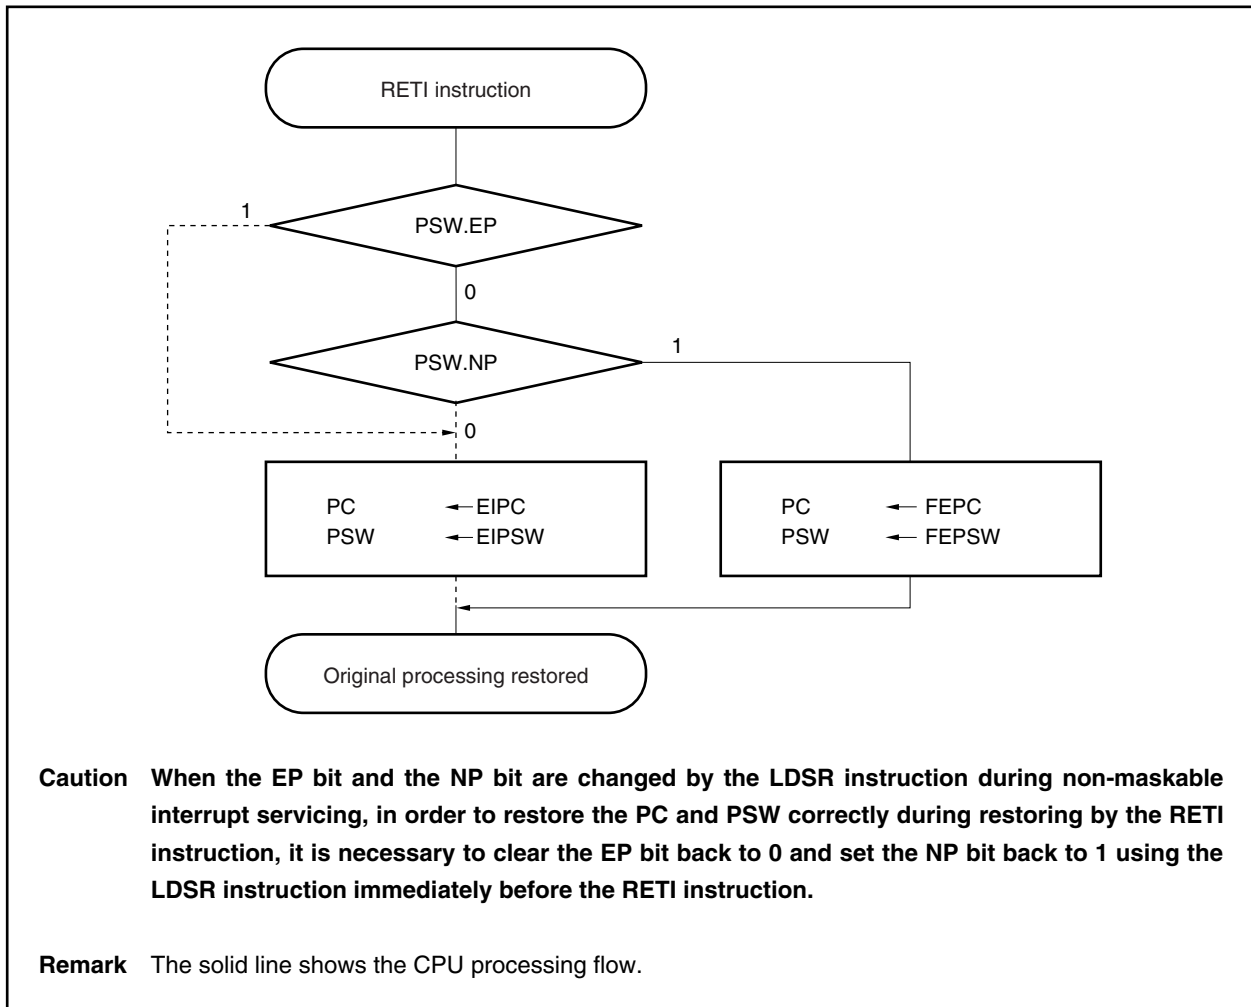 RETI instruction
1
PSW.EP
0
PSW.NP
1
0
PC ← EIPC
PSW ← EIPSW
PC ← FEPC
PSW ← FEPSW
Original processing restored
Caution When the EP bit and the NP bit are changed by the LDSR instruction during non-maskable
interrupt servicing, in order to restore the PC and PSW correctly during restoring by the RETI
instruction, it is necessary to clear the EP bit back to 0 and set the NP bit back to 1 using the
LDSR instruction immediately before the RETI instruction.
Remark The solid line shows the CPU processing flow.